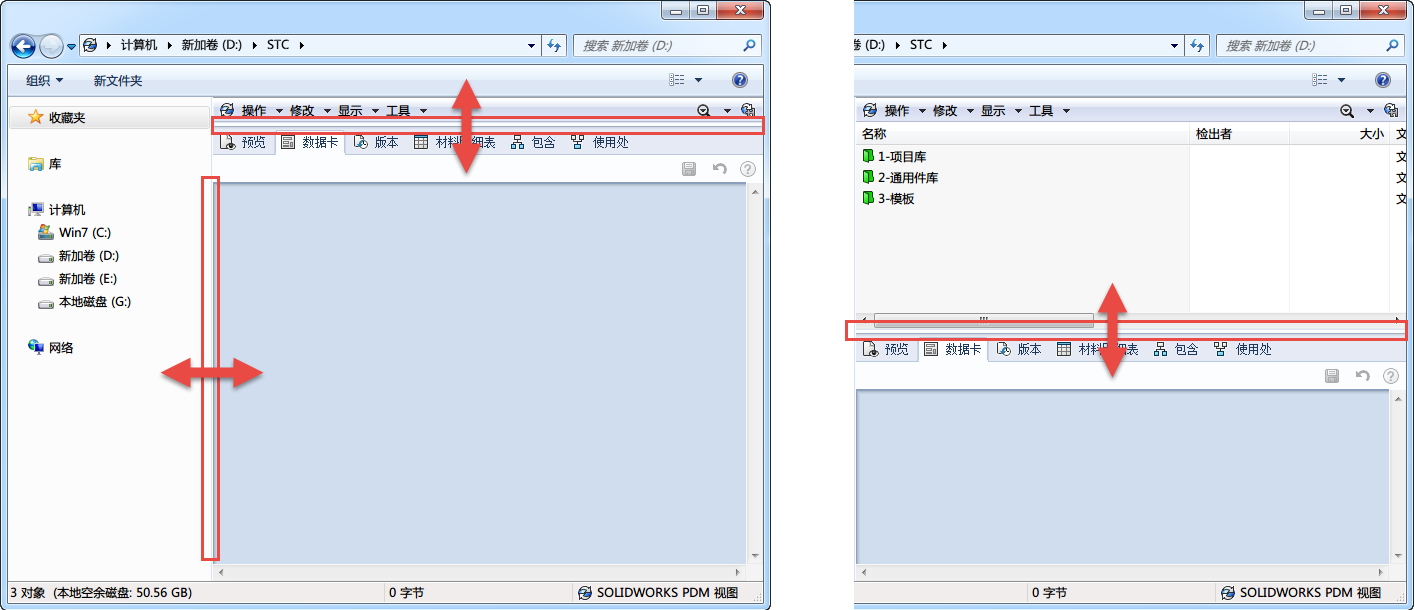 计算机 新加卷 (D:) STC
搜索 新加卷 (D:)
组织 新文件夹
操作 修改 显示 工具
预览 数据卡 版本 材料 细表 包含 使用处
收藏夹
库
计算机
Win7 (C:)
新加卷 (D:)
新加卷 (E:)
本地磁盘 (G:)
网络
3 对象 (本地空余磁盘: 50.56 GB) 0 字节 SOLIDWORKS PDM 视图
卷 (D:) STC
搜索 新加卷 (D:)
操作 修改 显示 工具
名称 检出者 大小 文
1-项目库 文
2-通用件库 文
3-模板 文
预览 数据卡 版本 材料 细表 包含 使用处
0 字节 SOLIDWORKS PDM 视图